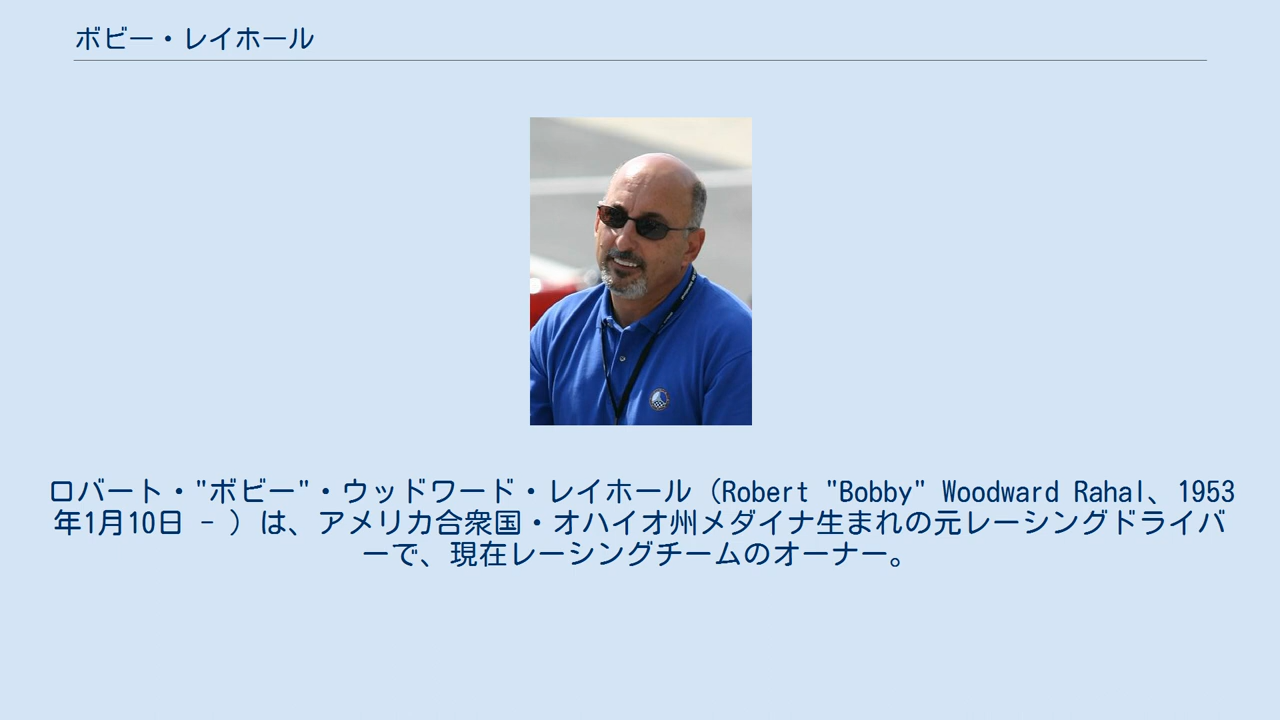 ボビー・レイホール
ロバート・"ボビー"・ウッドワード・レイホール（Robert "Bobby" Woodward Rahal、1953
年1月10日 - ）は、アメリカ合衆国・オハイオ州メダイナ生まれの元レーシングドライバ
ーで、現在レーシングチームのオーナー。